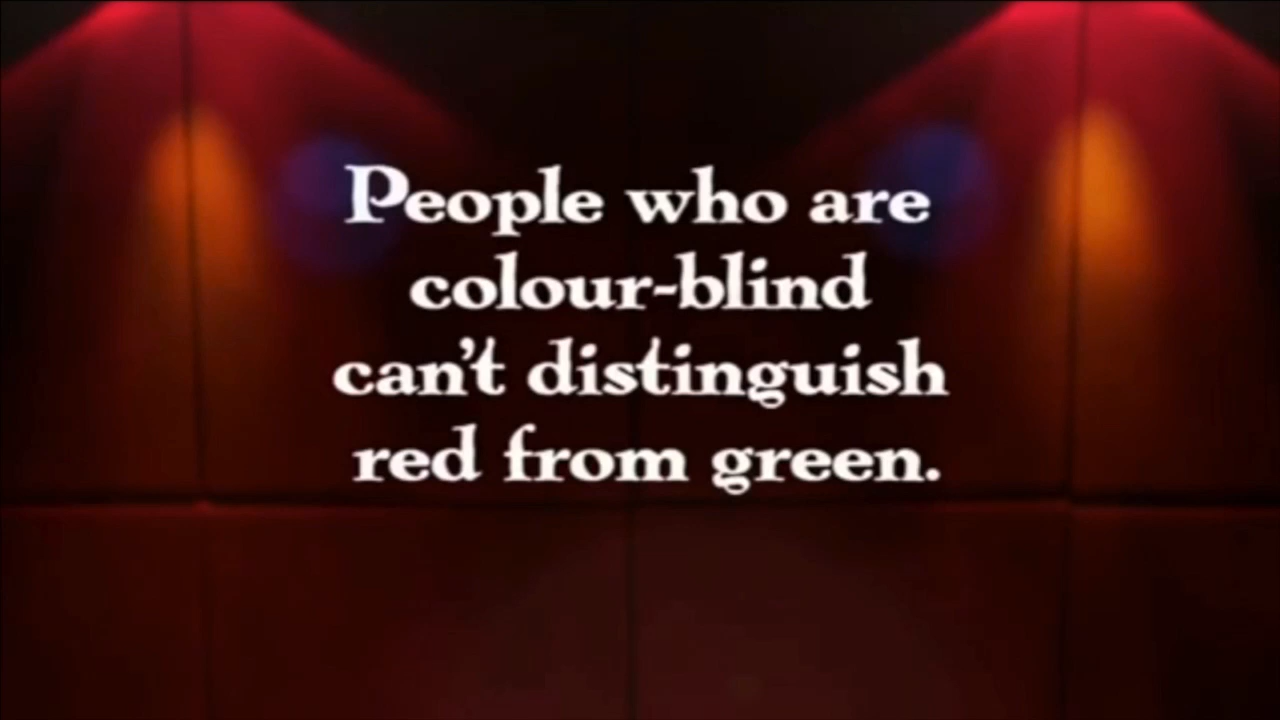 People who are
colour-blind
can't distinguish
red from green.